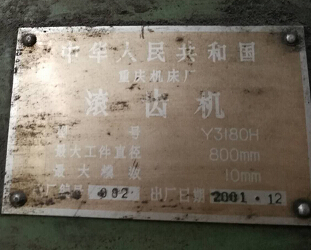 中华人民共和国
重庆机床厂
滚齿机
型 号 Y3180H
最大工件直径 800mm
最大模数 10mm
出厂日期 2001.12